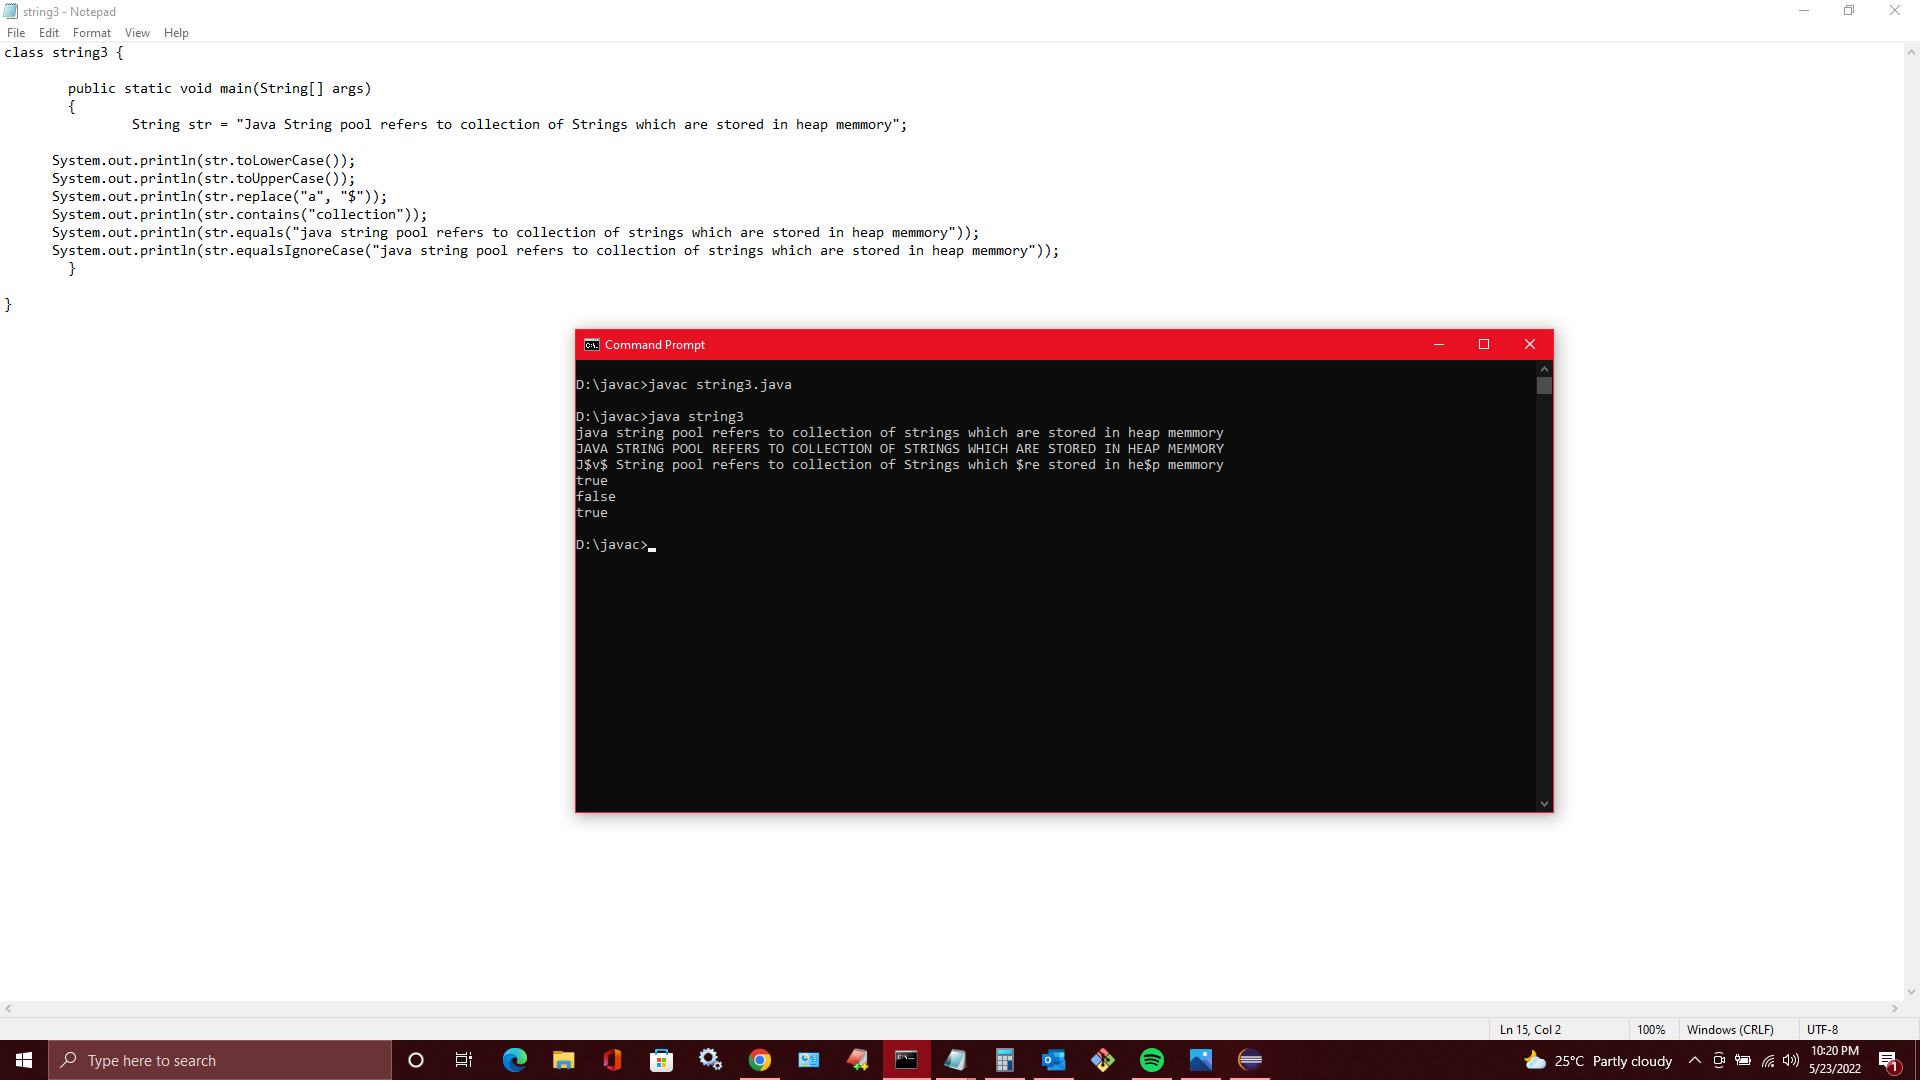 string3 - Notepad
File Edit Format View Help
class string3 {
public static void main(String[] args)
{
String str = "Java String pool refers to collection of Strings which are stored in heap memmory";
System.out.println(str.toLowerCase());
System.out.println(str.toUpperCase());
System.out.println(str.replace("a", "$"));
System.out.println(str.contains("collection"));
System.out.println(str.equals("java string pool refers to collection of strings which are stored in heap memmory"));
System.out.println(str.equalsIgnoreCase("java string pool refers to collection of strings which are stored in heap memmory"));
}
}
Command Prompt
D:\javac>javac string3.java
D:\javac>java string3
java string pool refers to collection of strings which are stored in heap memmory
JAVA STRING POOL REFERS TO COLLECTION OF STRINGS WHICH ARE STORED IN HEAP MEMMORY
J$v$ String pool refers to collection of Strings which $re stored in he$p memmory
true
false
true
D:\javac>
Ln 15, Col 2 100% Windows (CRLF) UTF-8
Type here to search
25°C Partly cloudy
10:20 PM
5/23/2022
1